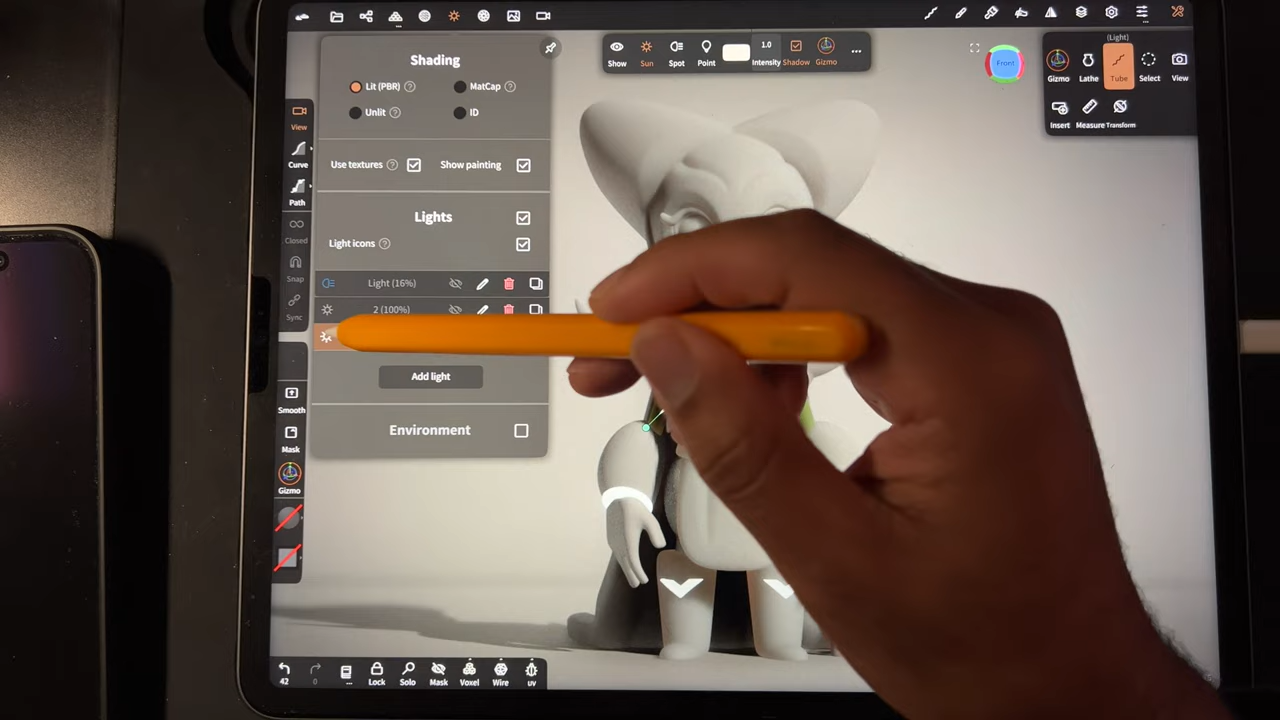 Shading
Lit (PBR) ?
MatCap ?
Unlit ?
ID
Use textures ?
Show painting
Lights
Light icons ?
Light (16%)
2 (100%)
Add light
Environment
View
Curve
Path
Closed
Snap
Sync
Smooth
Mask
Gizmo
Show
Sun
Spot
Point
1.0
Intensity
Shadow
Gizmo
...
Front
(Light)
Gizmo
Lathe
Tube
Select
View
Insert
Measure
Transform
42
0
Lock
Solo
Mask
Voxel
Wire
UV